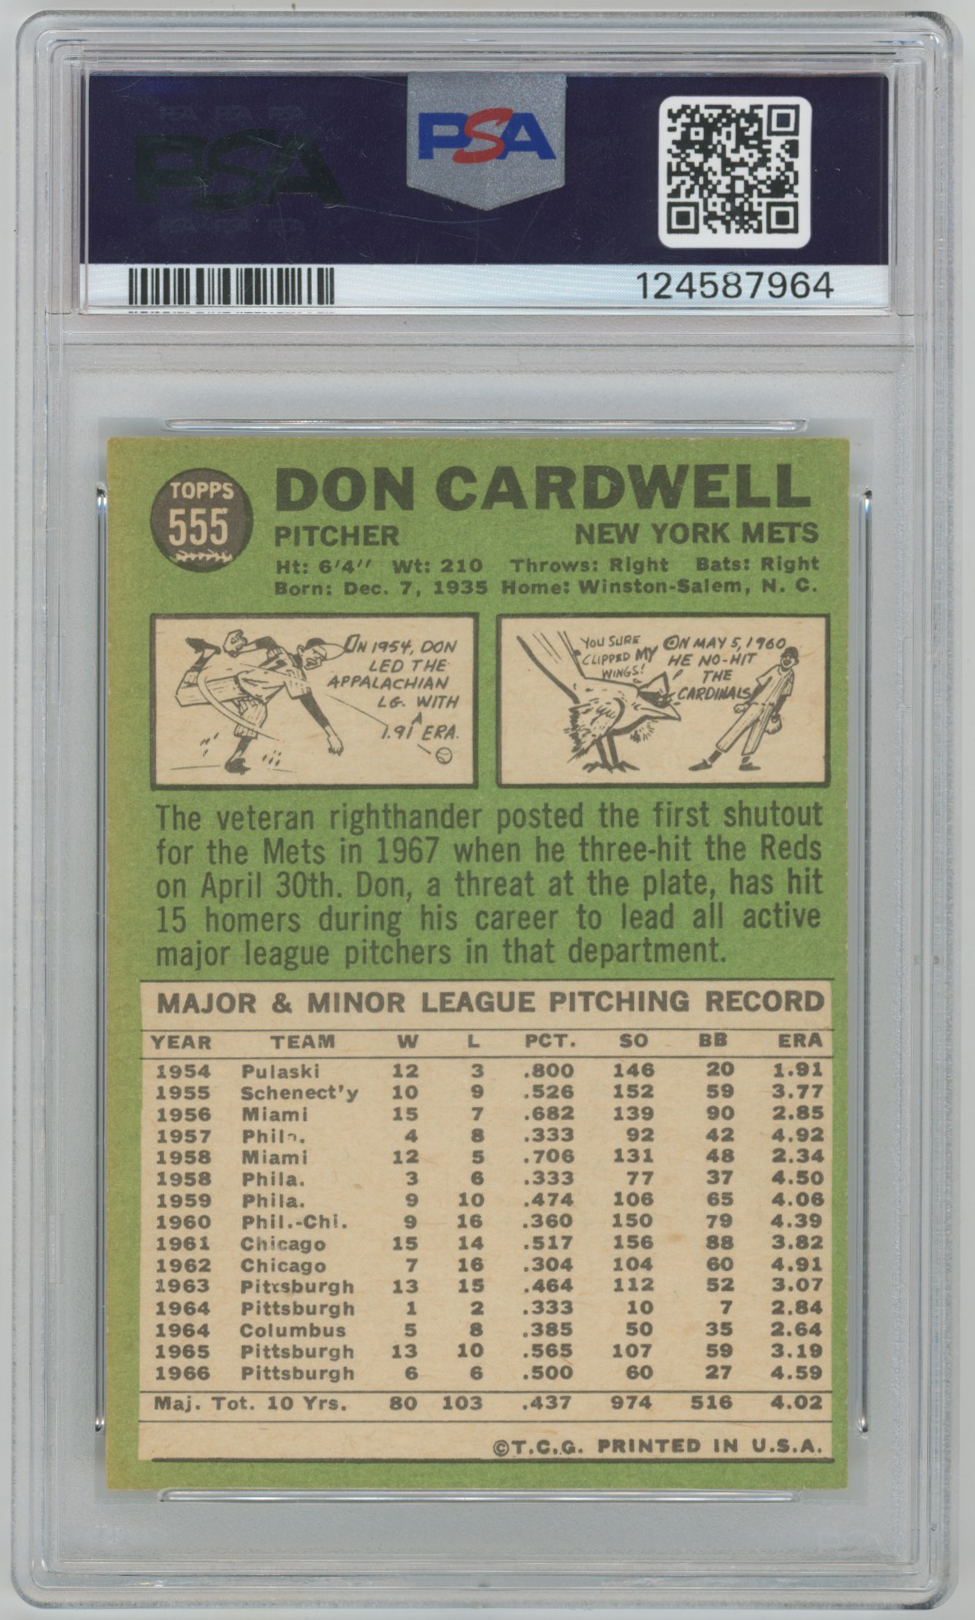 PSA
PSA
124587964
TOPPS
555
DON CARDWELL
PITCHER NEW YORK METS
Ht: 6'4" Wt: 210 Throws: Right Bats: Right
Born: Dec. 7, 1935 Home: Winston-Salem, N. C.
ON 1954, DON
LED THE
APPALACHIAN
LG. WITH
1.91 ERA.
YOU SURE
CLIPPED MY
WINGS!
ON MAY 5, 1960
HE NO-HIT
THE
CARDINALS
The veteran righthander posted the first shutout
for the Mets in 1967 when he three-hit the Reds
on April 30th. Don, a threat at the plate, has hit
15 homers during his career to lead all active
major league pitchers in that department.
MAJOR & MINOR LEAGUE PITCHING RECORD
YEAR TEAM W L PCT. SO BB ERA
1954 Pulaski 12 3 .800 146 20 1.91
1955 Schenect'y 10 9 .526 152 59 3.77
1956 Miami 15 7 .682 139 90 2.85
1957 Phila. 4 8 .333 92 42 4.92
1958 Miami 12 5 .706 131 48 2.34
1958 Phila. 3 6 .333 77 37 4.50
1959 Phila. 9 10 .474 106 65 4.06
1960 Phil.-Chi. 9 16 .360 150 79 4.39
1961 Chicago 15 14 .517 156 88 3.82
1962 Chicago 7 16 .304 104 60 4.91
1963 Pittsburgh 13 15 .464 112 52 3.07
1964 Pittsburgh 1 2 .333 10 7 2.84
1964 Columbus 5 8 .385 50 35 2.64
1965 Pittsburgh 13 10 .565 107 59 3.19
1966 Pittsburgh 6 6 .500 60 27 4.59
Maj. Tot. 10 Yrs. 80 103 .437 974 516 4.02
©T.C.G. PRINTED IN U.S.A.